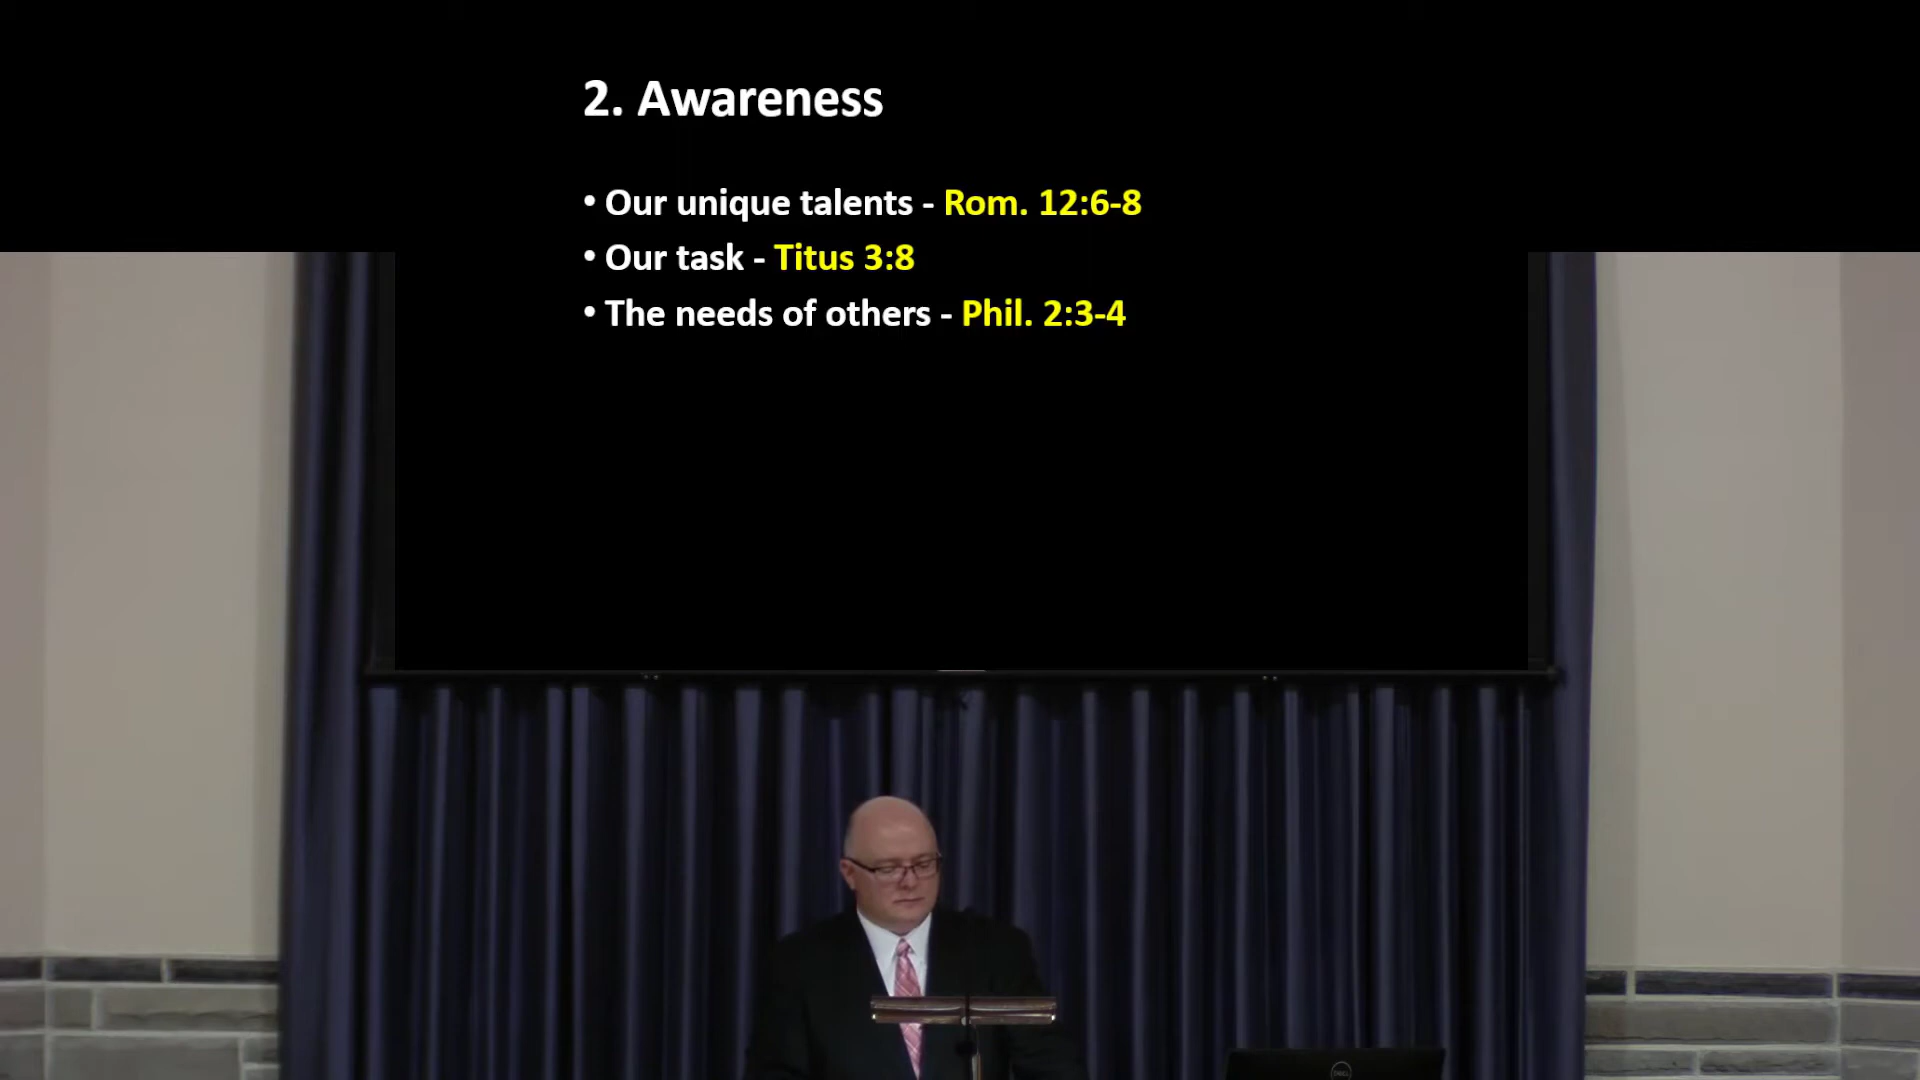 2. Awareness
• Our unique talents - Rom. 12:6-8
• Our task - Titus 3:8
• The needs of others - Phil. 2:3-4
DELL